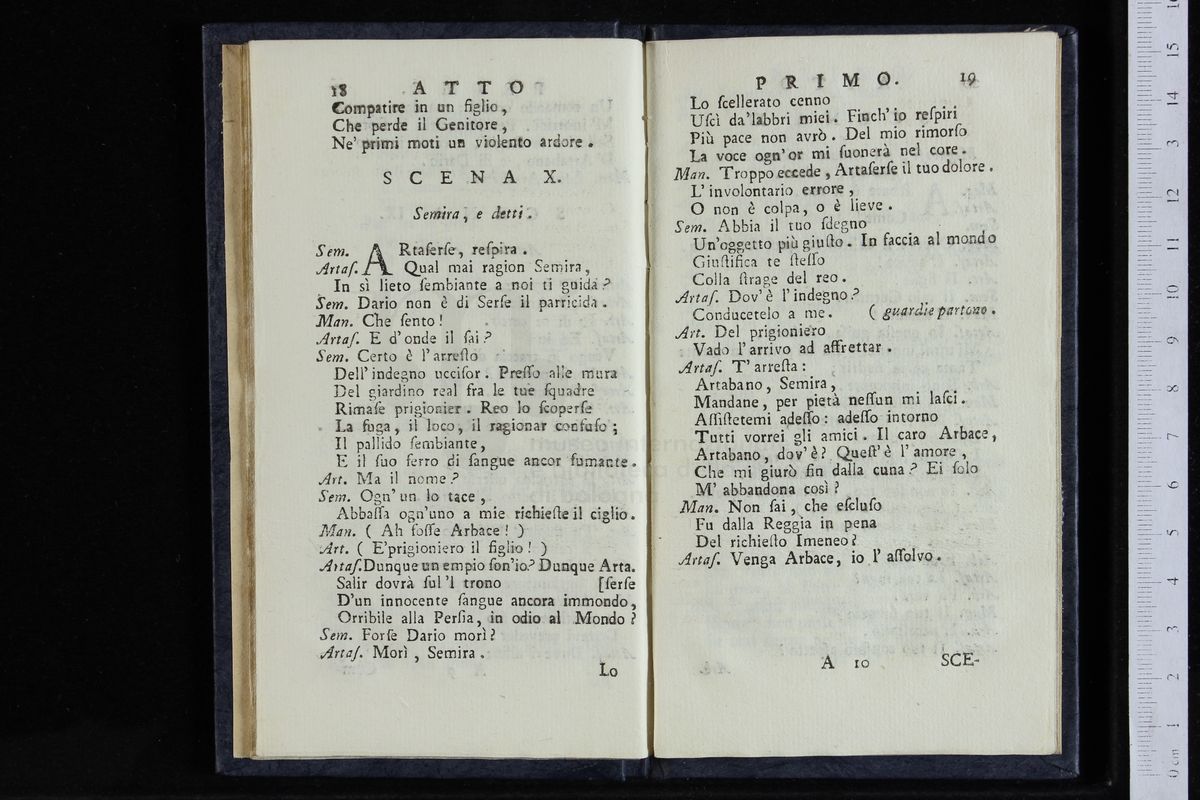 18 ATTO
Compatire in un figlio,
Che perde il Genitore,
Ne' primi moti un violento ardore.
SCENA X.
Semira, e detti.
Sem. ARtaſerſe, reſpira.
Artaſ. Qual mai ragion Semira,
In sì lieto ſembiante a noi ti guida?
Sem. Dario non è di Serſe il parricida.
Man. Che ſento!
Artaſ. E d'onde il ſai?
Sem. Certo è l'arreſto
Dell'indegno ucciſor. Preſſo alle mura
Del giardino real fra le tue ſquadre
Rimaſe prigionier. Reo lo ſcoperſe
La fuga, il loco, il ragionar confuſo;
Il pallido ſembiante,
E il ſuo ferro di ſangue ancor fumante.
Art. Ma il nome?
Sem. Ogn'un lo tace,
Abbaſſa ogn'uno a mie richieſte il ciglio.
Man. (Ah foſſe Arbace!)
Art. (E'prigioniero il figlio!)
Artaſ. Dunque un empio ſon'io? Dunque Arta.
Salir dovrà ſul'l trono [ſerſe
D'un innocente ſangue ancora immondo,
Orribile alla Perſia, in odio al Mondo?
Sem. Forſe Dario morì?
Artaſ. Morì, Semira.
Lo
PRIMO. 19
Lo ſcellerato cenno
Uſcì da'labbri miei. Finch'io reſpiri
Più pace non avrò. Del mio rimorſo
La voce ogn'or mi ſuonerà nel core.
Man. Troppo eccede, Artaſerſe il tuo dolore.
L'involontario errore,
O non è colpa, o è lieve.
Sem. Abbia il tuo ſdegno
Un'oggetto più giuſto. In faccia al mondo
Giuſtifica te ſteſſo
Colla ſtrage del reo.
Artaſ. Dov'è l'indegno?
Conducetelo a me. (guardie partono.
Art. Del prigioniero
Vado l'arrivo ad affrettar.
Artaſ. T'arreſta:
Artabano, Semira,
Mandane, per pietà neſſun mi laſci.
Aſſiſtetemi adeſſo: adeſſo intorno
Tutti vorrei gli amici. Il caro Arbace,
Artabano, dov'è? Queſt'è l'amore,
Che mi giurò fin dalla cuna? Ei ſolo
M'abbandona così?
Man. Non ſai, che eſcluſo
Fu dalla Reggia in pena
Del richieſto Imeneo?
Artaſ. Venga Arbace, io l'aſſolvo.
A 10 SCE-